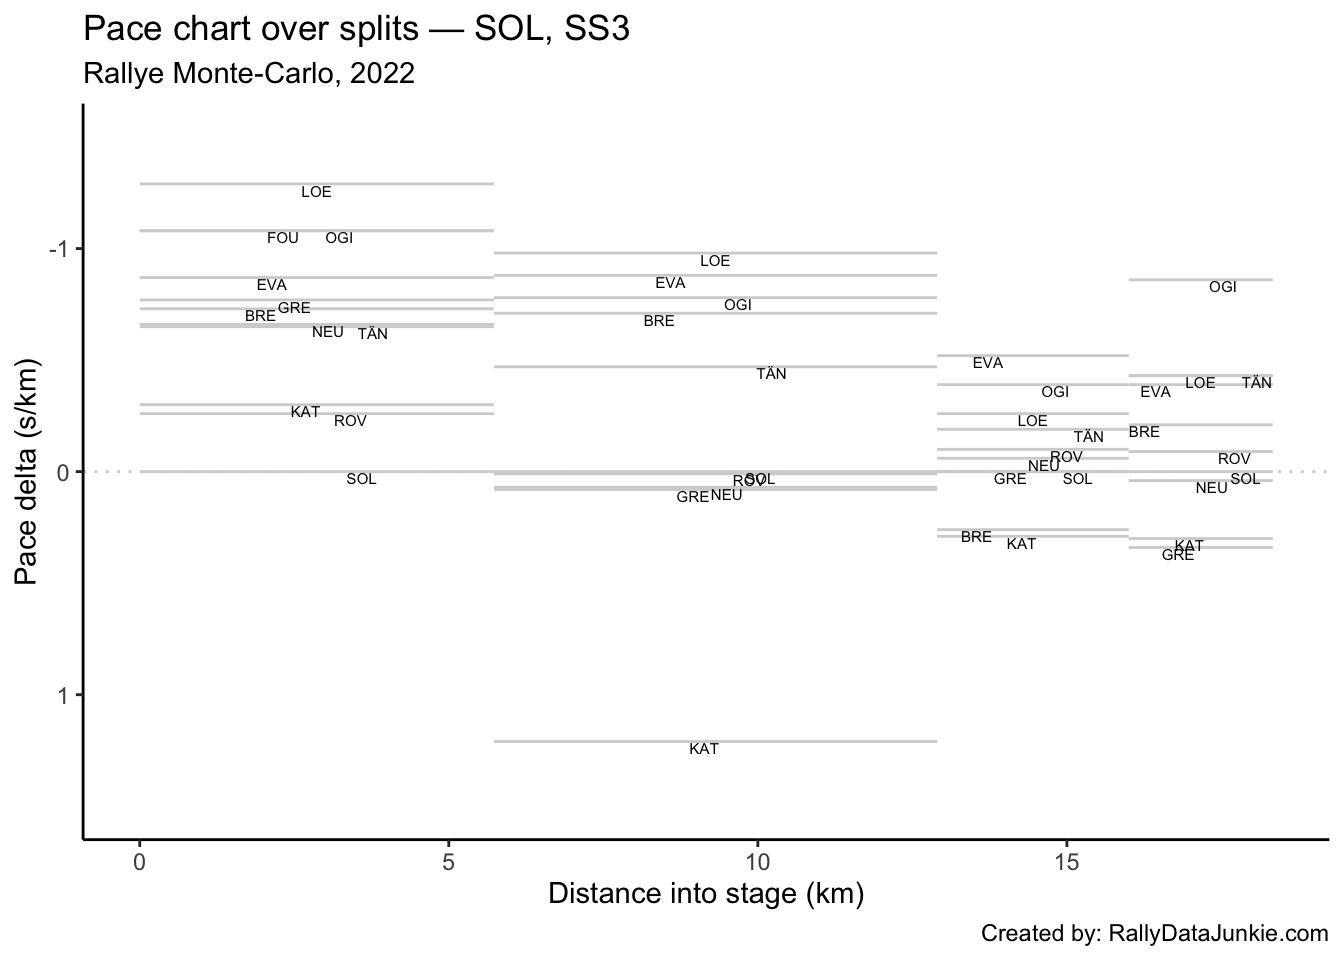 Pace chart over splits — SOL, SS3
Rallye Monte-Carlo, 2022
Pace delta (s/km)
-1
0
1
LOE
FOU OGI
EVA
GRE
BRE
NEU TÄN
KAT
ROV
SOL
LOE
EVA
OGI
BRE
TÄN
ROV SOL
GRE NEU
KAT
EVA
OGI
LOE
TÄN
ROV
NEU
GRE SOL
BRE
KAT
OGI
LOE TÄN
EVA
BRE
ROV
SOL
NEU
KAT
GRE
0 5 10 15
Distance into stage (km)
Created by: RallyDataJunkie.com